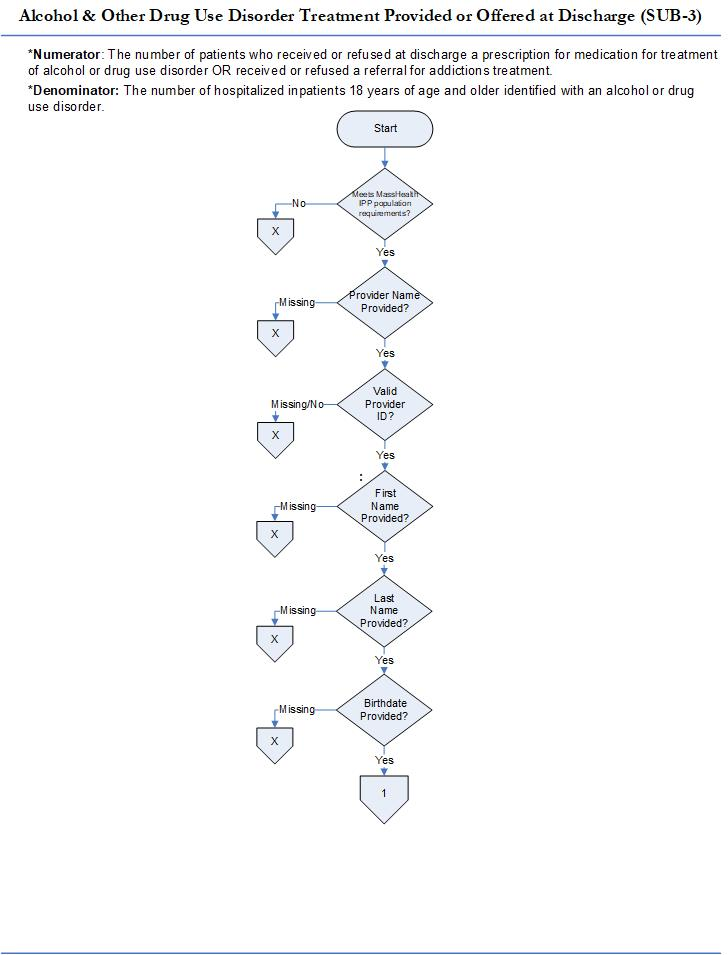 Alcohol & Other Drug Use Disorder Treatment Provided or Offered at Discharge (SUB-3)
*Numerator: The number of patients who received or refused at discharge a prescription for medication for treatment
of alcohol or drug use disorder OR received or refused a referral for addictions treatment.
*Denominator: The number of hospitalized inpatients 18 years of age and older identified with an alcohol or drug
use disorder.
Start
Meets MassHealth
IPP population
requirements?
No
X
Yes
Provider Name
Provided?
Missing
X
Yes
Valid
Provider
ID?
Missing/No
X
Yes
:
First
Name
Provided?
Missing
X
Yes
Last
Name
Provided?
Missing
X
Yes
Birthdate
Provided?
Missing
X
Yes
1